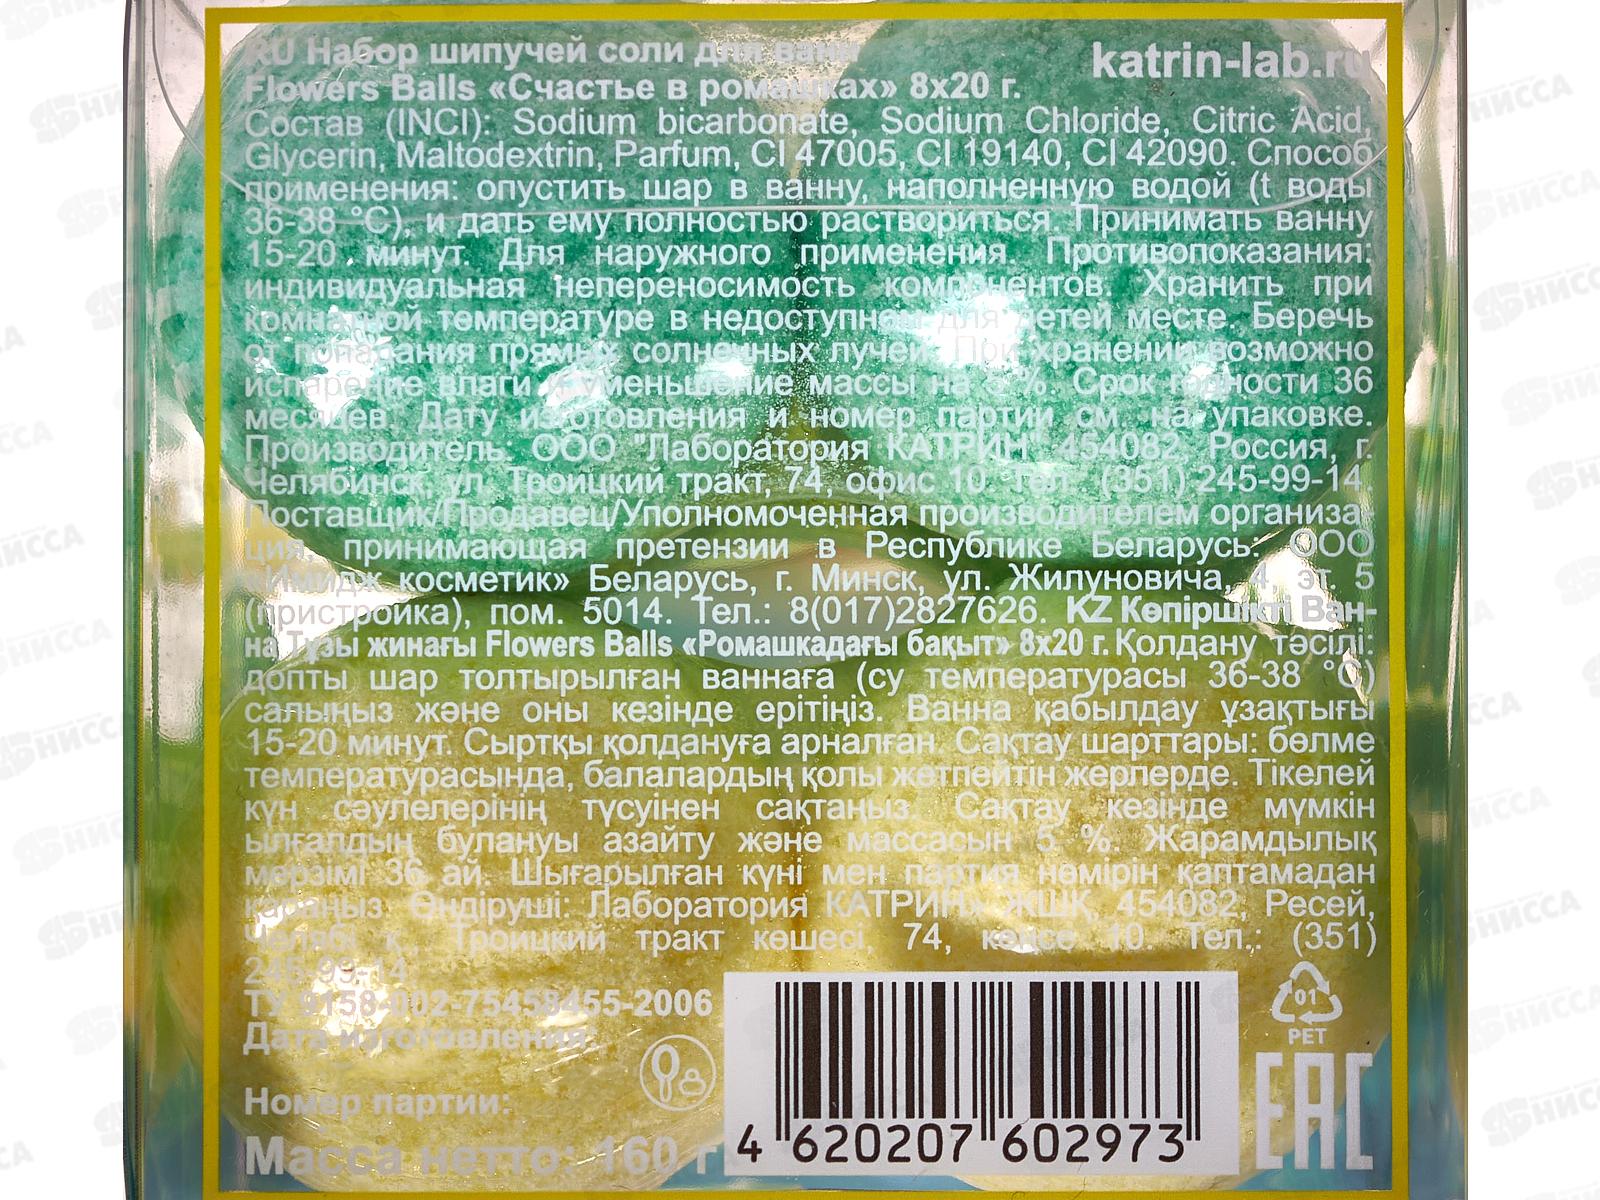 RU Набор шипучей соли для ванн
katrin-lab.ru
Flowers Balls «Счастье в ромашках» 8х20 г.
Состав (INCI): Sodium bicarbonate, Sodium Chloride, Citric Acid,
Glycerin, Maltodextrin, Parfum, CI 47005, CI 19140, CI 42090. Способ
применения: опустить шар в ванну, наполненную водой (t воды
36-38 °С), и дать ему полностью раствориться. Принимать ванну
15-20 минут. Для наружного применения. Противопоказания:
индивидуальная непереносимость компонентов. Хранить при
комнатной температуре в недоступном для детей месте. Беречь
от попадания прямых солнечных лучей. При хранении возможно
испарение влаги и уменьшение массы на 5 %. Срок годности 36
месяцев. Дату изготовления и номер партии см. на упаковке.
Производитель: ООО "Лаборатория КАТРИН" 454082, Россия, г.
Челябинск, ул. Троицкий тракт, 74, офис 10. Тел.: (351) 245-99-14.
Поставщик/Продавец/Уполномоченная производителем организа-
ция, принимающая претензии в Республике Беларусь: ООО
«Имидж косметик» Беларусь, г. Минск, ул. Жилуновича, 4, эт. 5
(пристройка), пом. 5014. Тел.: 8(017)2827626. KZ Көпіршікті Ван-
на Тұзы жинағы Flowers Balls «Ромашкадағы бақыт» 8х20 г. Қолдану тәсілі:
допты шар толтырылған ваннаға (су температурасы 36-38 °С)
салыңыз және оны кезінде ерітіңіз. Ванна қабылдау ұзақтығы
15-20 минут. Сыртқы қолдануға арналған. Сақтау шарттары: бөлме
температурасында, балалардың қолы жетпейтін жерлерде. Тікелей
күн сәулелерінің түсуінен сақтаңыз. Сақтау кезінде мүмкін
ылғалдың булануы азайту және массасын 5 %. Жарамдылық
мерзімі 36 ай. Шығарылған күні мен партия нөмірін қаптамадан
қараңыз Өндіруші: Лаборатория КАТРИН» ЖШҚ, 454082, Ресей,
Челябі қ., Троицкий тракт көшесі, 74, кеңсе 10. Тел.: (351)
245-99-14
ТУ 9158-002-75458455-2006
Дата изготовления:
Номер партии:
Масса нетто: 160 г
4 620207 602973
01
PET
EAC